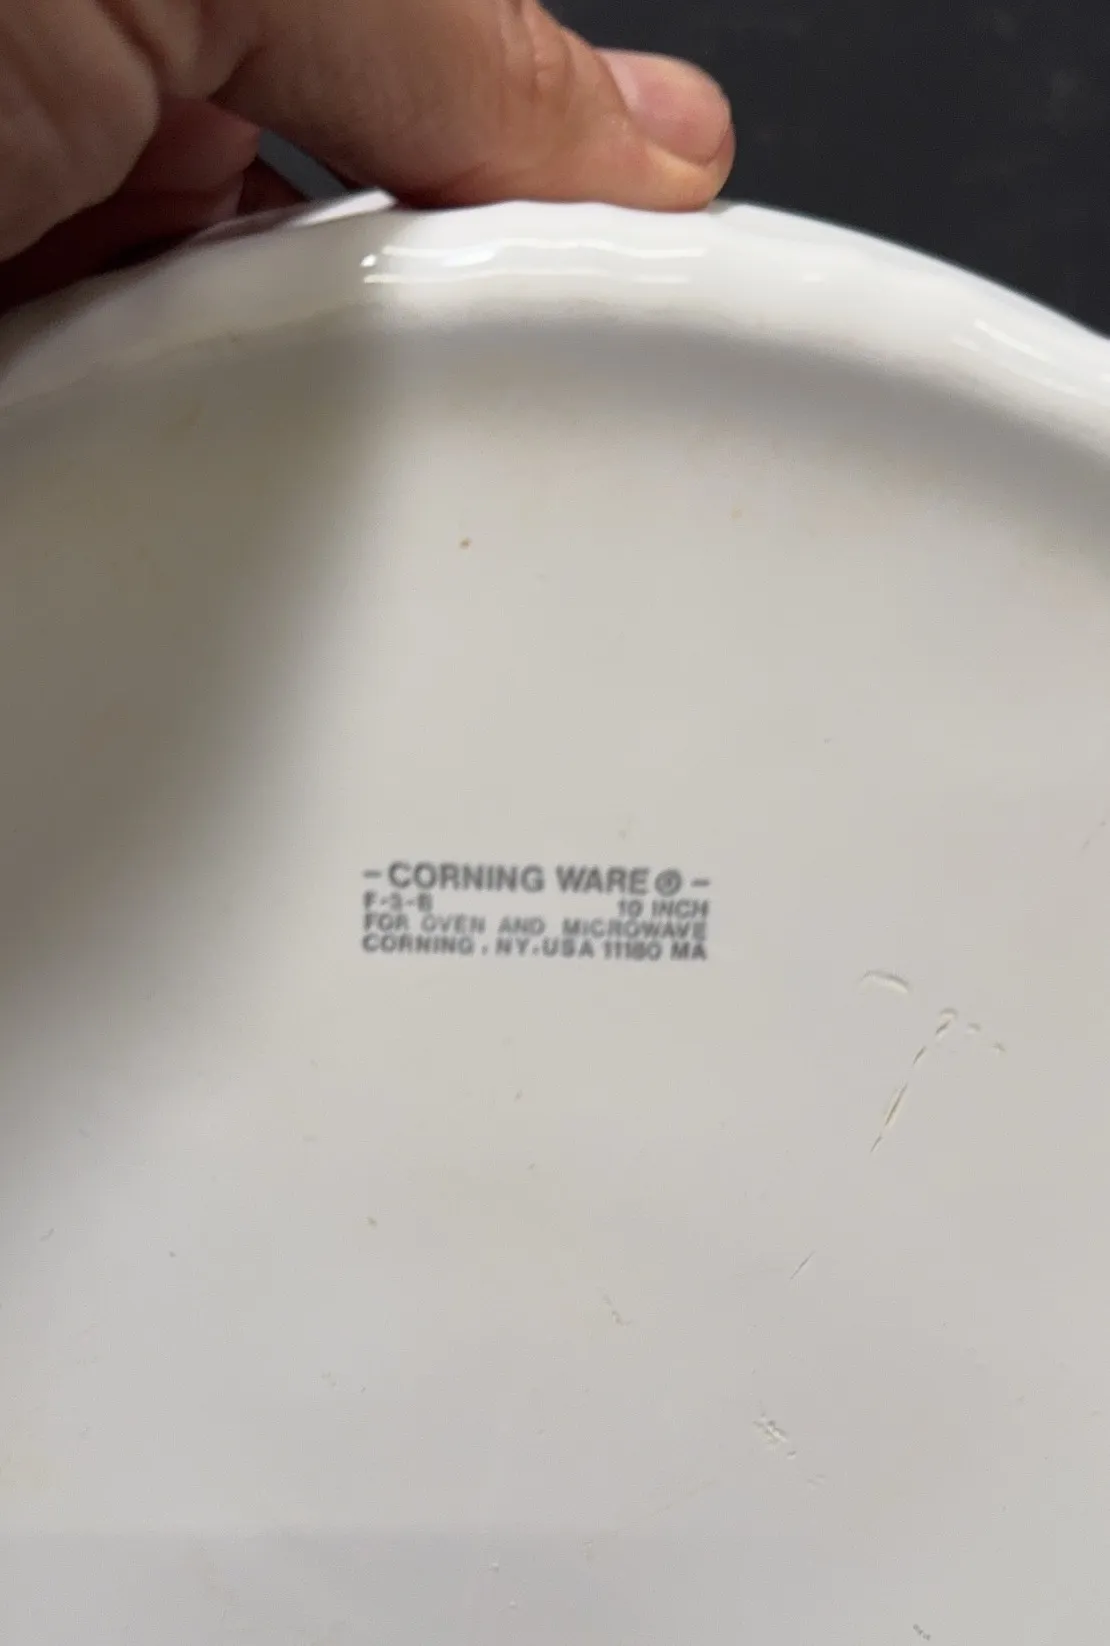 -CORNING WARE®-
F-3-B 10 INCH
FOR OVEN AND MICROWAVE
CORNING . NY. USA 11180 MA